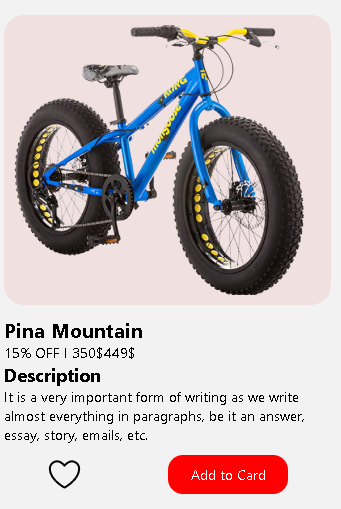 mongoose
Pina Mountain
15% OFF I 350$449$
Description
It is a very important form of writing as we write
almost everything in paragraphs, be it an answer,
essay, story, emails, etc.
Add to Card